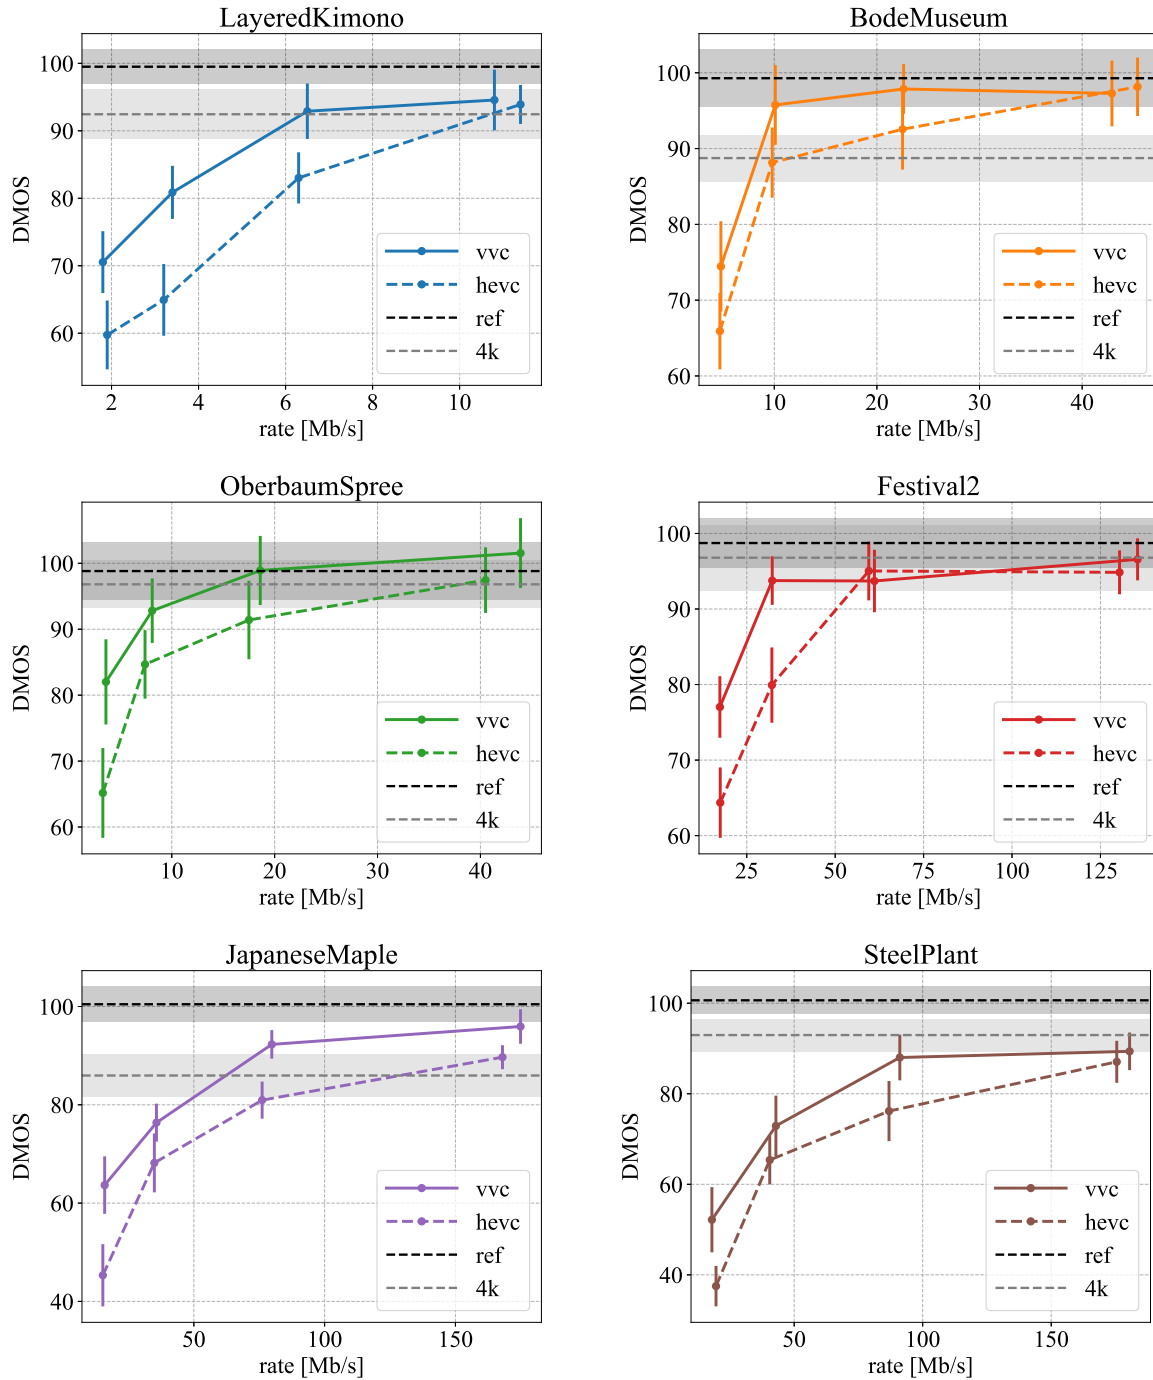 LayeredKimono
DMOS
100
90
80
70
60
vvc
hevc
ref
4k
2 4 6 8 10
rate [Mb/s]
BodeMuseum
DMOS
100
90
80
70
60
vvc
hevc
ref
4k
10 20 30 40
rate [Mb/s]
OberbaumSpree
DMOS
100
90
80
70
60
vvc
hevc
ref
4k
10 20 30 40
rate [Mb/s]
Festival2
DMOS
100
90
80
70
60
vvc
hevc
ref
4k
25 50 75 100 125
rate [Mb/s]
JapaneseMaple
DMOS
100
80
60
40
vvc
hevc
ref
4k
50 100 150
rate [Mb/s]
SteelPlant
DMOS
100
80
60
40
vvc
hevc
ref
4k
50 100 150
rate [Mb/s]